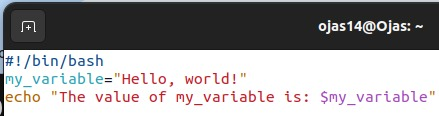 ojas14@Ojas: ~
#!/bin/bash
my_variable="Hello, world!"
echo "The value of my_variable is: $my_variable"